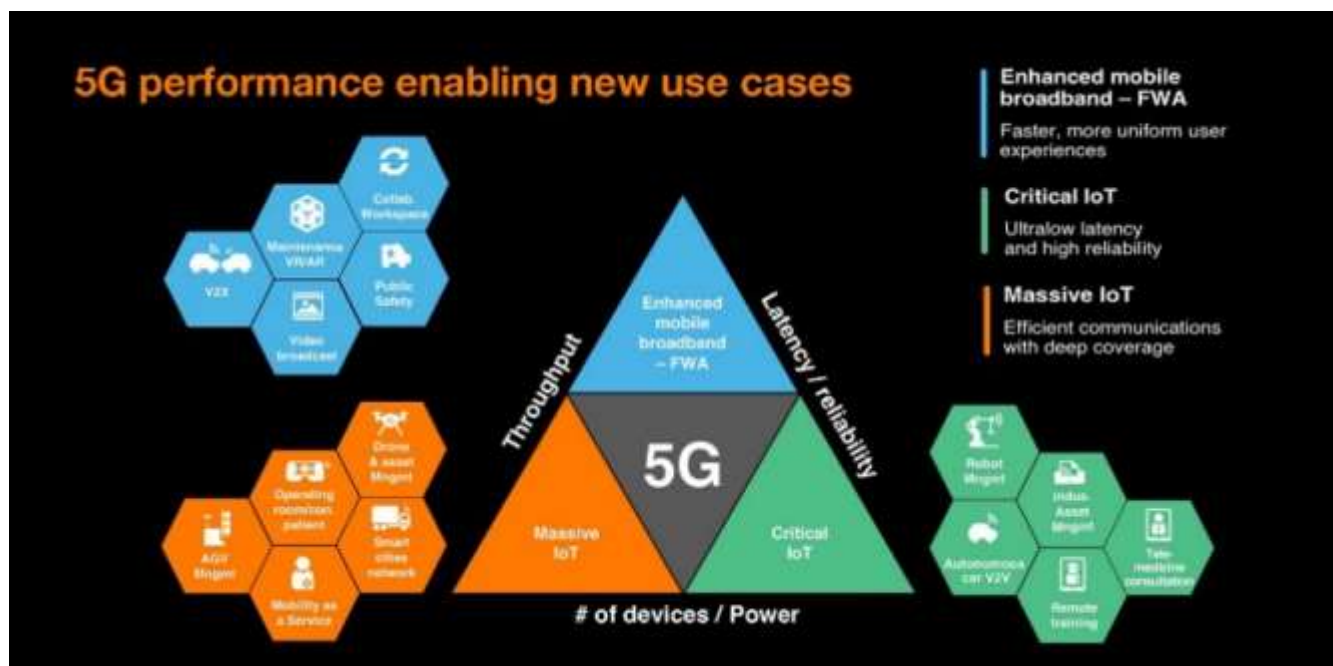 5G performance enabling new use cases
Enhanced mobile
broadband – FWA
Faster, more uniform user
experiences
Critical IoT
Ultralow latency
and high reliability
Massive IoT
Efficient communications
with deep coverage
Collab
Workspace
Maintenance
VR/AR
V2X
Public
Safety
Video
broadcast
Throughput
Latency / reliability
Enhanced
mobile
broadband
– FWA
5G
Massive
IoT
Critical
IoT
# of devices / Power
Drone
& asset
Mngmt
Operating
patient
AGV
Mngmt
Smart
cities
network
Mobility as
a Service
Robot
Mngmt
Indus.
Asset
Mngmt
Autonomous
car V2V
Tele-
medicine
consultation
Remote
training